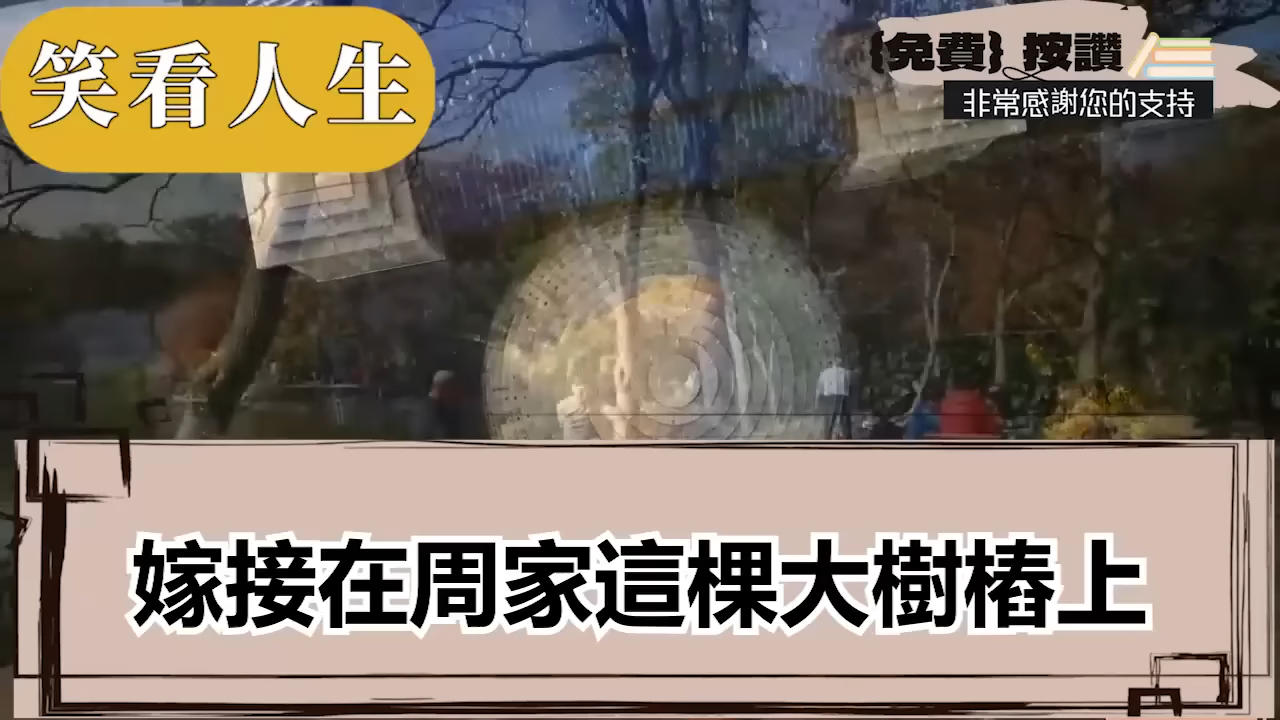 笑看人生
{免費} 按讚
非常感謝您的支持
嫁接在周家這棵大樹樁上